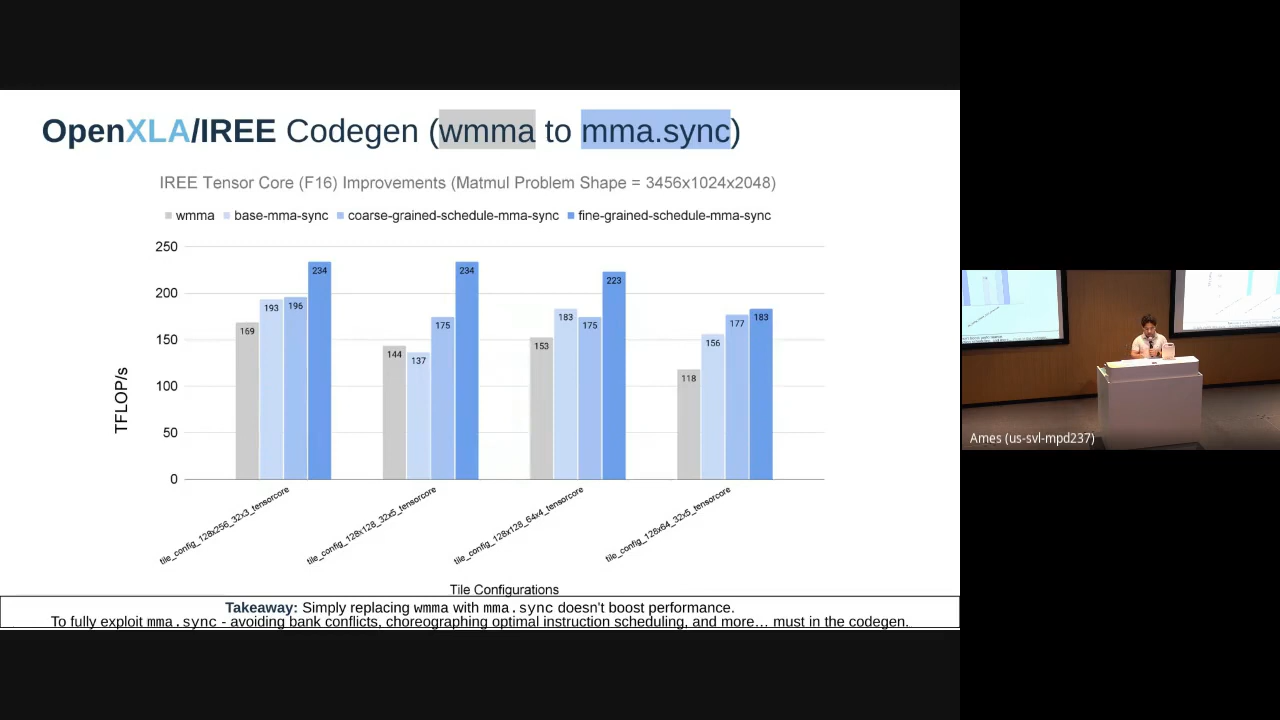 OpenXLA/IREE Codegen (wmma to mma.sync)
IREE Tensor Core (F16) Improvements (Matmul Problem Shape = 3456x1024x2048)
wmma base-mma-sync coarse-grained-schedule-mma-sync fine-grained-schedule-mma-sync
250
200
150
100
50
0
TFLOP/s
169 193 196 234
144 137 175 234
153 183 175 223
118 156 177 183
tile_config_128x256_32x3_tensorcore
tile_config_128x128_32x5_tensorcore
tile_config_128x128_64x4_tensorcore
tile_config_128x64_32x5_tensorcore
Tile Configurations
Takeaway: Simply replacing wmma with mma.sync doesn't boost performance.
To fully exploit mma.sync - avoiding bank conflicts, choreographing optimal instruction scheduling, and more… must in the codegen.
Ames (us-svl-mpd237)